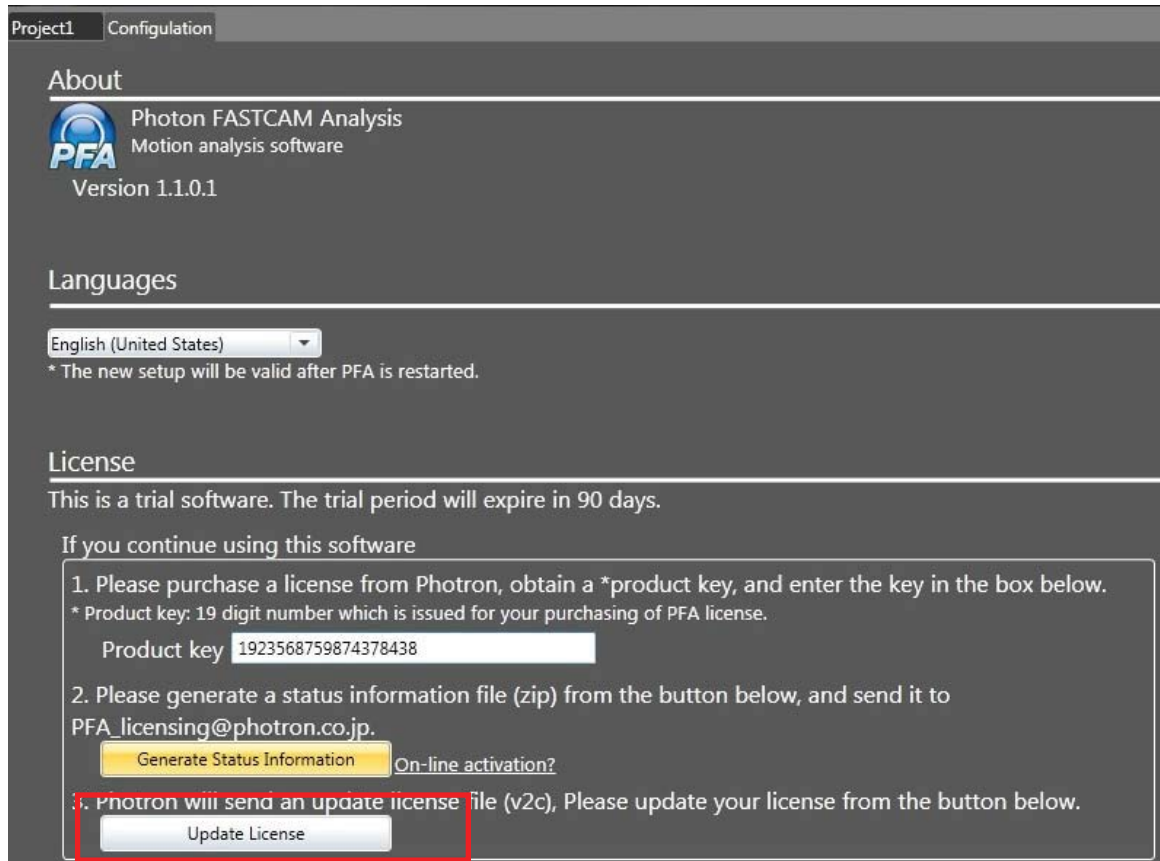 Project1 Configulation
About
Photon FASTCAM Analysis
PFA Motion analysis software
Version 1.1.0.1
Languages
English (United States)
* The new setup will be valid after PFA is restarted.
License
This is a trial software. The trial period will expire in 90 days.
If you continue using this software
1. Please purchase a license from Photron, obtain a *product key, and enter the key in the box below.
* Product key: 19 digit number which is issued for your purchasing of PFA license.
Product key 1923568759874378438
2. Please generate a status information file (zip) from the button below, and send it to
PFA_licensing@photron.co.jp.
Generate Status Information On-line activation?
3. Photron will send an update license file (v2c), Please update your license from the button below.
Update License